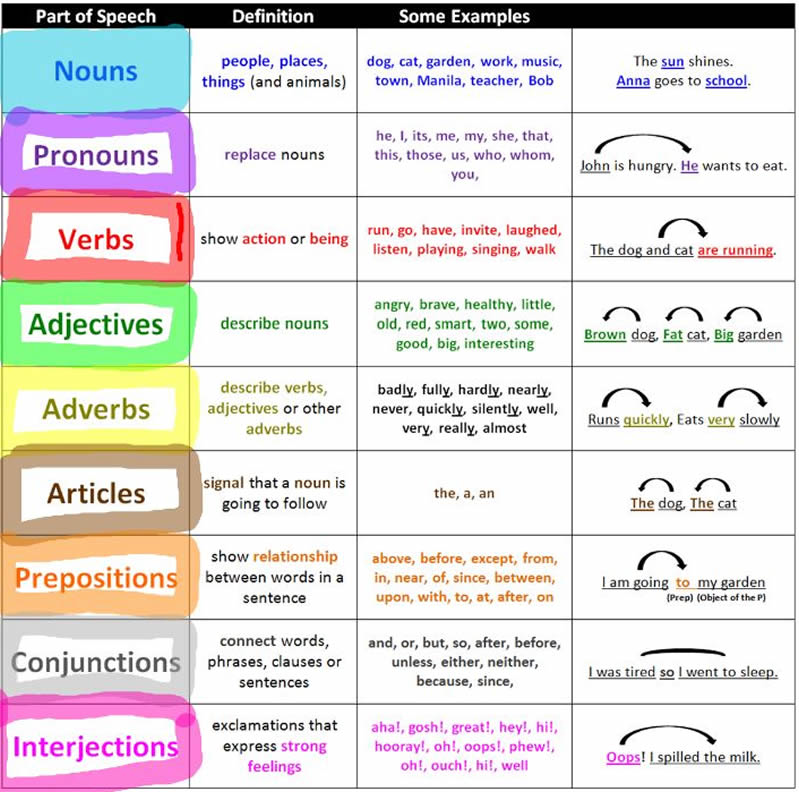 Part of Speech
Definition
Some Examples
Nouns
people, places,
things (and animals)
dog, cat, garden, work, music,
town, Manila, teacher, Bob
The sun shines.
Anna goes to school.
Pronouns
replace nouns
he, I, its, me, my, she, that,
this, those, us, who, whom,
you,
John is hungry. He wants to eat.
Verbs
show action or being
run, go, have, invite, laughed,
listen, playing, singing, walk
The dog and cat are running.
Adjectives
describe nouns
angry, brave, healthy, little,
old, red, smart, two, some,
good, big, interesting
Brown dog, Fat cat, Big garden
Adverbs
describe verbs,
adjectives or other
adverbs
badly, fully, hardly, nearly,
never, quickly, silently, well,
very, really, almost
Runs quickly, Eats very slowly
Articles
signal that a noun is
going to follow
the, a, an
The dog, The cat
Prepositions
show relationship
between words in a
sentence
above, before, except, from,
in, near, of, since, between,
upon, with, to, at, after, on
I am going to my garden
(Prep) (Object of the P)
Conjunctions
connect words,
phrases, clauses or
sentences
and, or, but, so, after, before,
unless, either, neither,
because, since,
I was tired so I went to sleep.
Interjections
exclamations that
express strong
feelings
aha!, gosh!, great!, hey!, hi!,
hooray!, oh!, oops!, phew!,
oh!, ouch!, hi!, well
Oops! I spilled the milk.